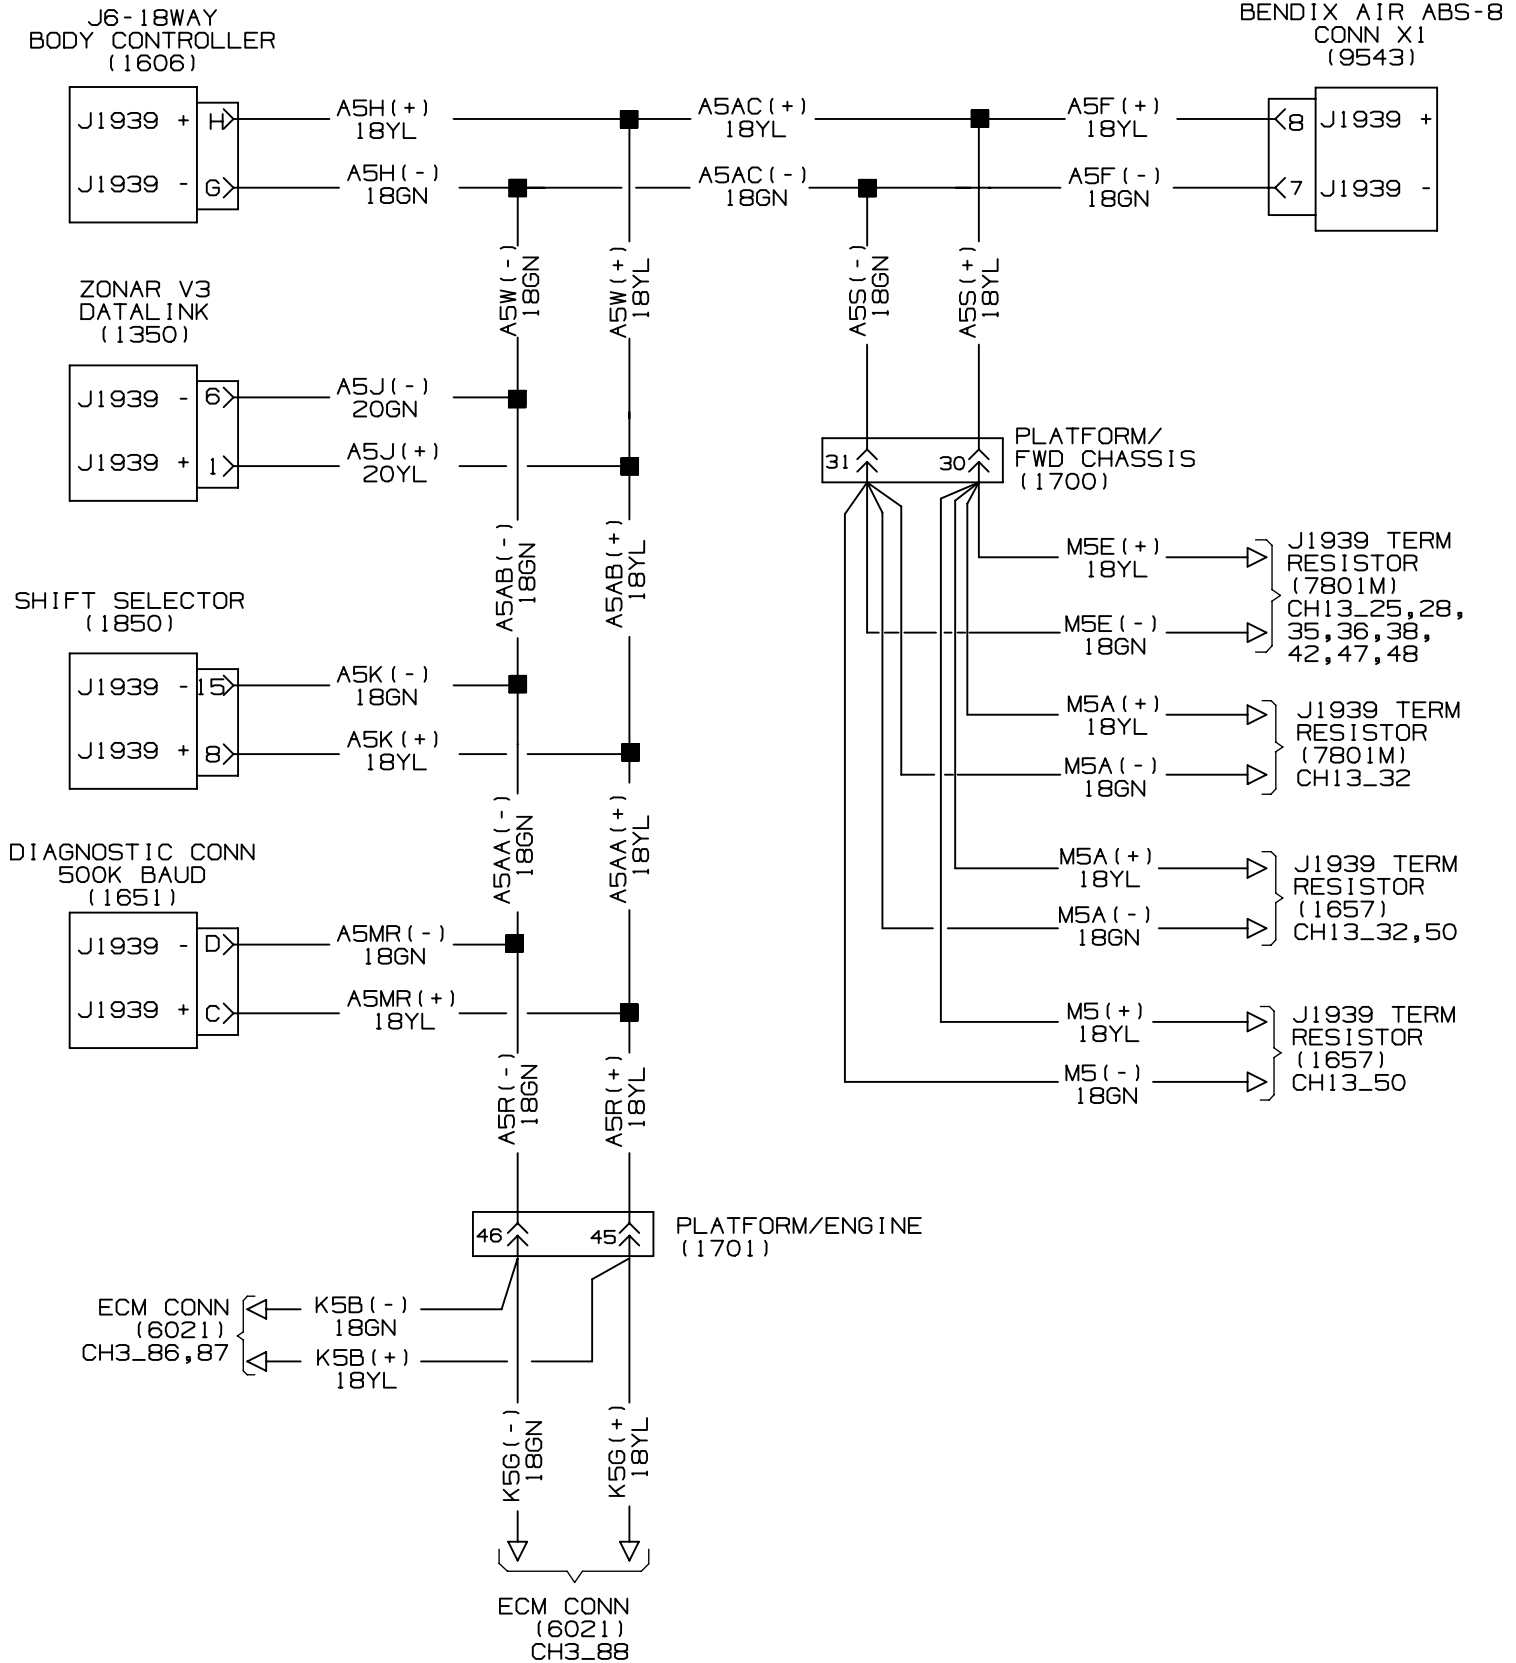 J6-18WAY
BODY CONTROLLER
(1606)
J1939 + H
J1939 - G
A5H(+)
18YL
A5H(-)
18GN
A5AC(+)
18YL
A5AC(-)
18GN
A5F(+)
18YL
A5F(-)
18GN
BENDIX AIR ABS-8
CONN X1
(9543)
8 J1939 +
7 J1939 -
A5W(-)
18GN
A5W(+)
18YL
A5S(-)
18GN
A5S(+)
18YL
ZONAR V3
DATALINK
(1350)
J1939 - 6
J1939 + 1
A5J(-)
20GN
A5J(+)
20YL
A5AB(-)
18GN
A5AB(+)
18YL
31
30
PLATFORM/
FWD CHASSIS
(1700)
SHIFT SELECTOR
(1850)
J1939 - 15
J1939 + 8
A5K(-)
18GN
A5K(+)
18YL
A5AA(-)
18GN
A5AA(+)
18YL
M5E(+)
18YL
M5E(-)
18GN
J1939 TERM
RESISTOR
(7801M)
CH13_25,28,
35,36,38,
42,47,48
M5A(+)
18YL
M5A(-)
18GN
J1939 TERM
RESISTOR
(7801M)
CH13_32
M5A(+)
18YL
M5A(-)
18GN
J1939 TERM
RESISTOR
(1657)
CH13_32,50
M5(+)
18YL
M5(-)
18GN
J1939 TERM
RESISTOR
(1657)
CH13_50
DIAGNOSTIC CONN
500K BAUD
(1651)
J1939 - D
J1939 + C
A5MR(-)
18GN
A5MR(+)
18YL
A5R(-)
18GN
A5R(+)
18YL
46
45
PLATFORM/ENGINE
(1701)
ECM CONN
(6021)
CH3_86,87
K5B(-)
18GN
K5B(+)
18YL
K5G(-)
18GN
K5G(+)
18YL
ECM CONN
(6021)
CH3_88